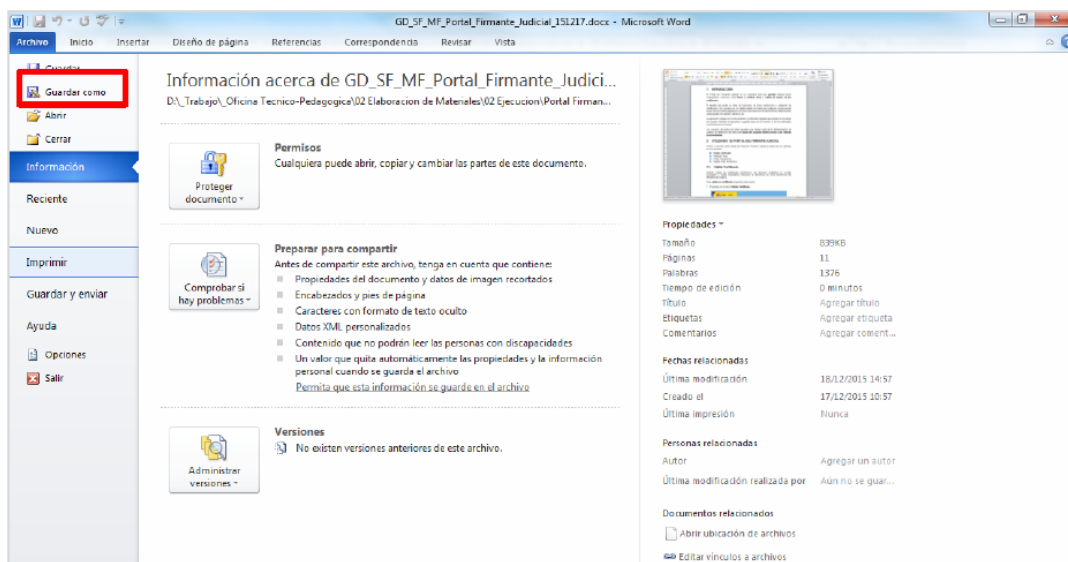 GD_SF_MF_Portal_Firmante_Judicial_151217.docx - Microsoft Word
Archivo Inicio Insertar Diseño de página Referencias Correspondencia Revisar Vista
Guardar
Guardar como
Abrir
Cerrar
Información
Reciente
Nuevo
Imprimir
Guardar y enviar
Ayuda
Opciones
Salir
Información acerca de GD_SF_MF_Portal_Firmante_Judici...
D:\_Trabajo\_Oficina Tecnico-Pedagogica\02 Elaboracion de Materiales\02 Ejecucion\Portal Firman...
Proteger
documento
Permisos
Cualquiera puede abrir, copiar y cambiar las partes de este documento.
Comprobar si
hay problemas
Preparar para compartir
Antes de compartir este archivo, tenga en cuenta que contiene:
Propiedades del documento y datos de imagen recortados
Encabezados y pies de página
Caracteres con formato de texto oculto
Datos XML personalizados
Contenido que no podrán leer las personas con discapacidades
Un valor que quita automáticamente las propiedades y la información
personal cuando se guarda el archivo
Permita que esta información se guarde en el archivo
Administrar
versiones
Versiones
No existen versiones anteriores de este archivo.
Propiedades
Tamaño 839KB
Páginas 11
Palabras 1376
Tiempo de edición 0 minutos
Título Agregar título
Etiquetas Agregar etiqueta
Comentarios Agregar coment...
Fechas relacionadas
Última modificación 18/12/2015 14:57
Creado el 17/12/2015 10:57
Última impresión Nunca
Personas relacionadas
Autor Agregar un autor
Última modificación realizada por Aún no se guar...
Documentos relacionados
Abrir ubicación de archivos
Editar vínculos a archivos